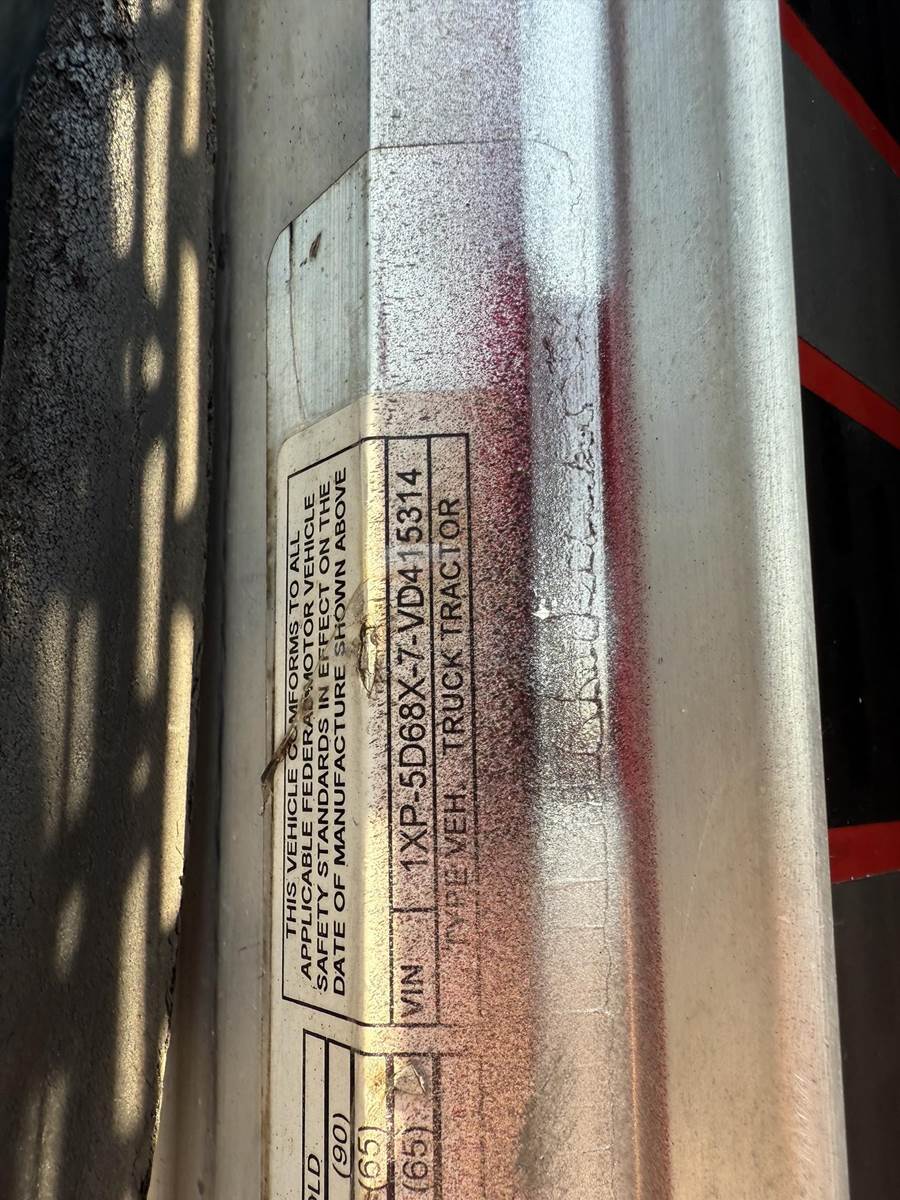 THIS VEHICLE CONFORMS TO ALL
APPLICABLE FEDERAL MOTOR VEHICLE
SAFETY STANDARDS IN EFFECT ON THE
DATE OF MANUFACTURE SHOWN ABOVE
VIN 1XP-5D68X-7-VD415314
TYPE VEH. TRUCK TRACTOR
(90)
(65)
(65)